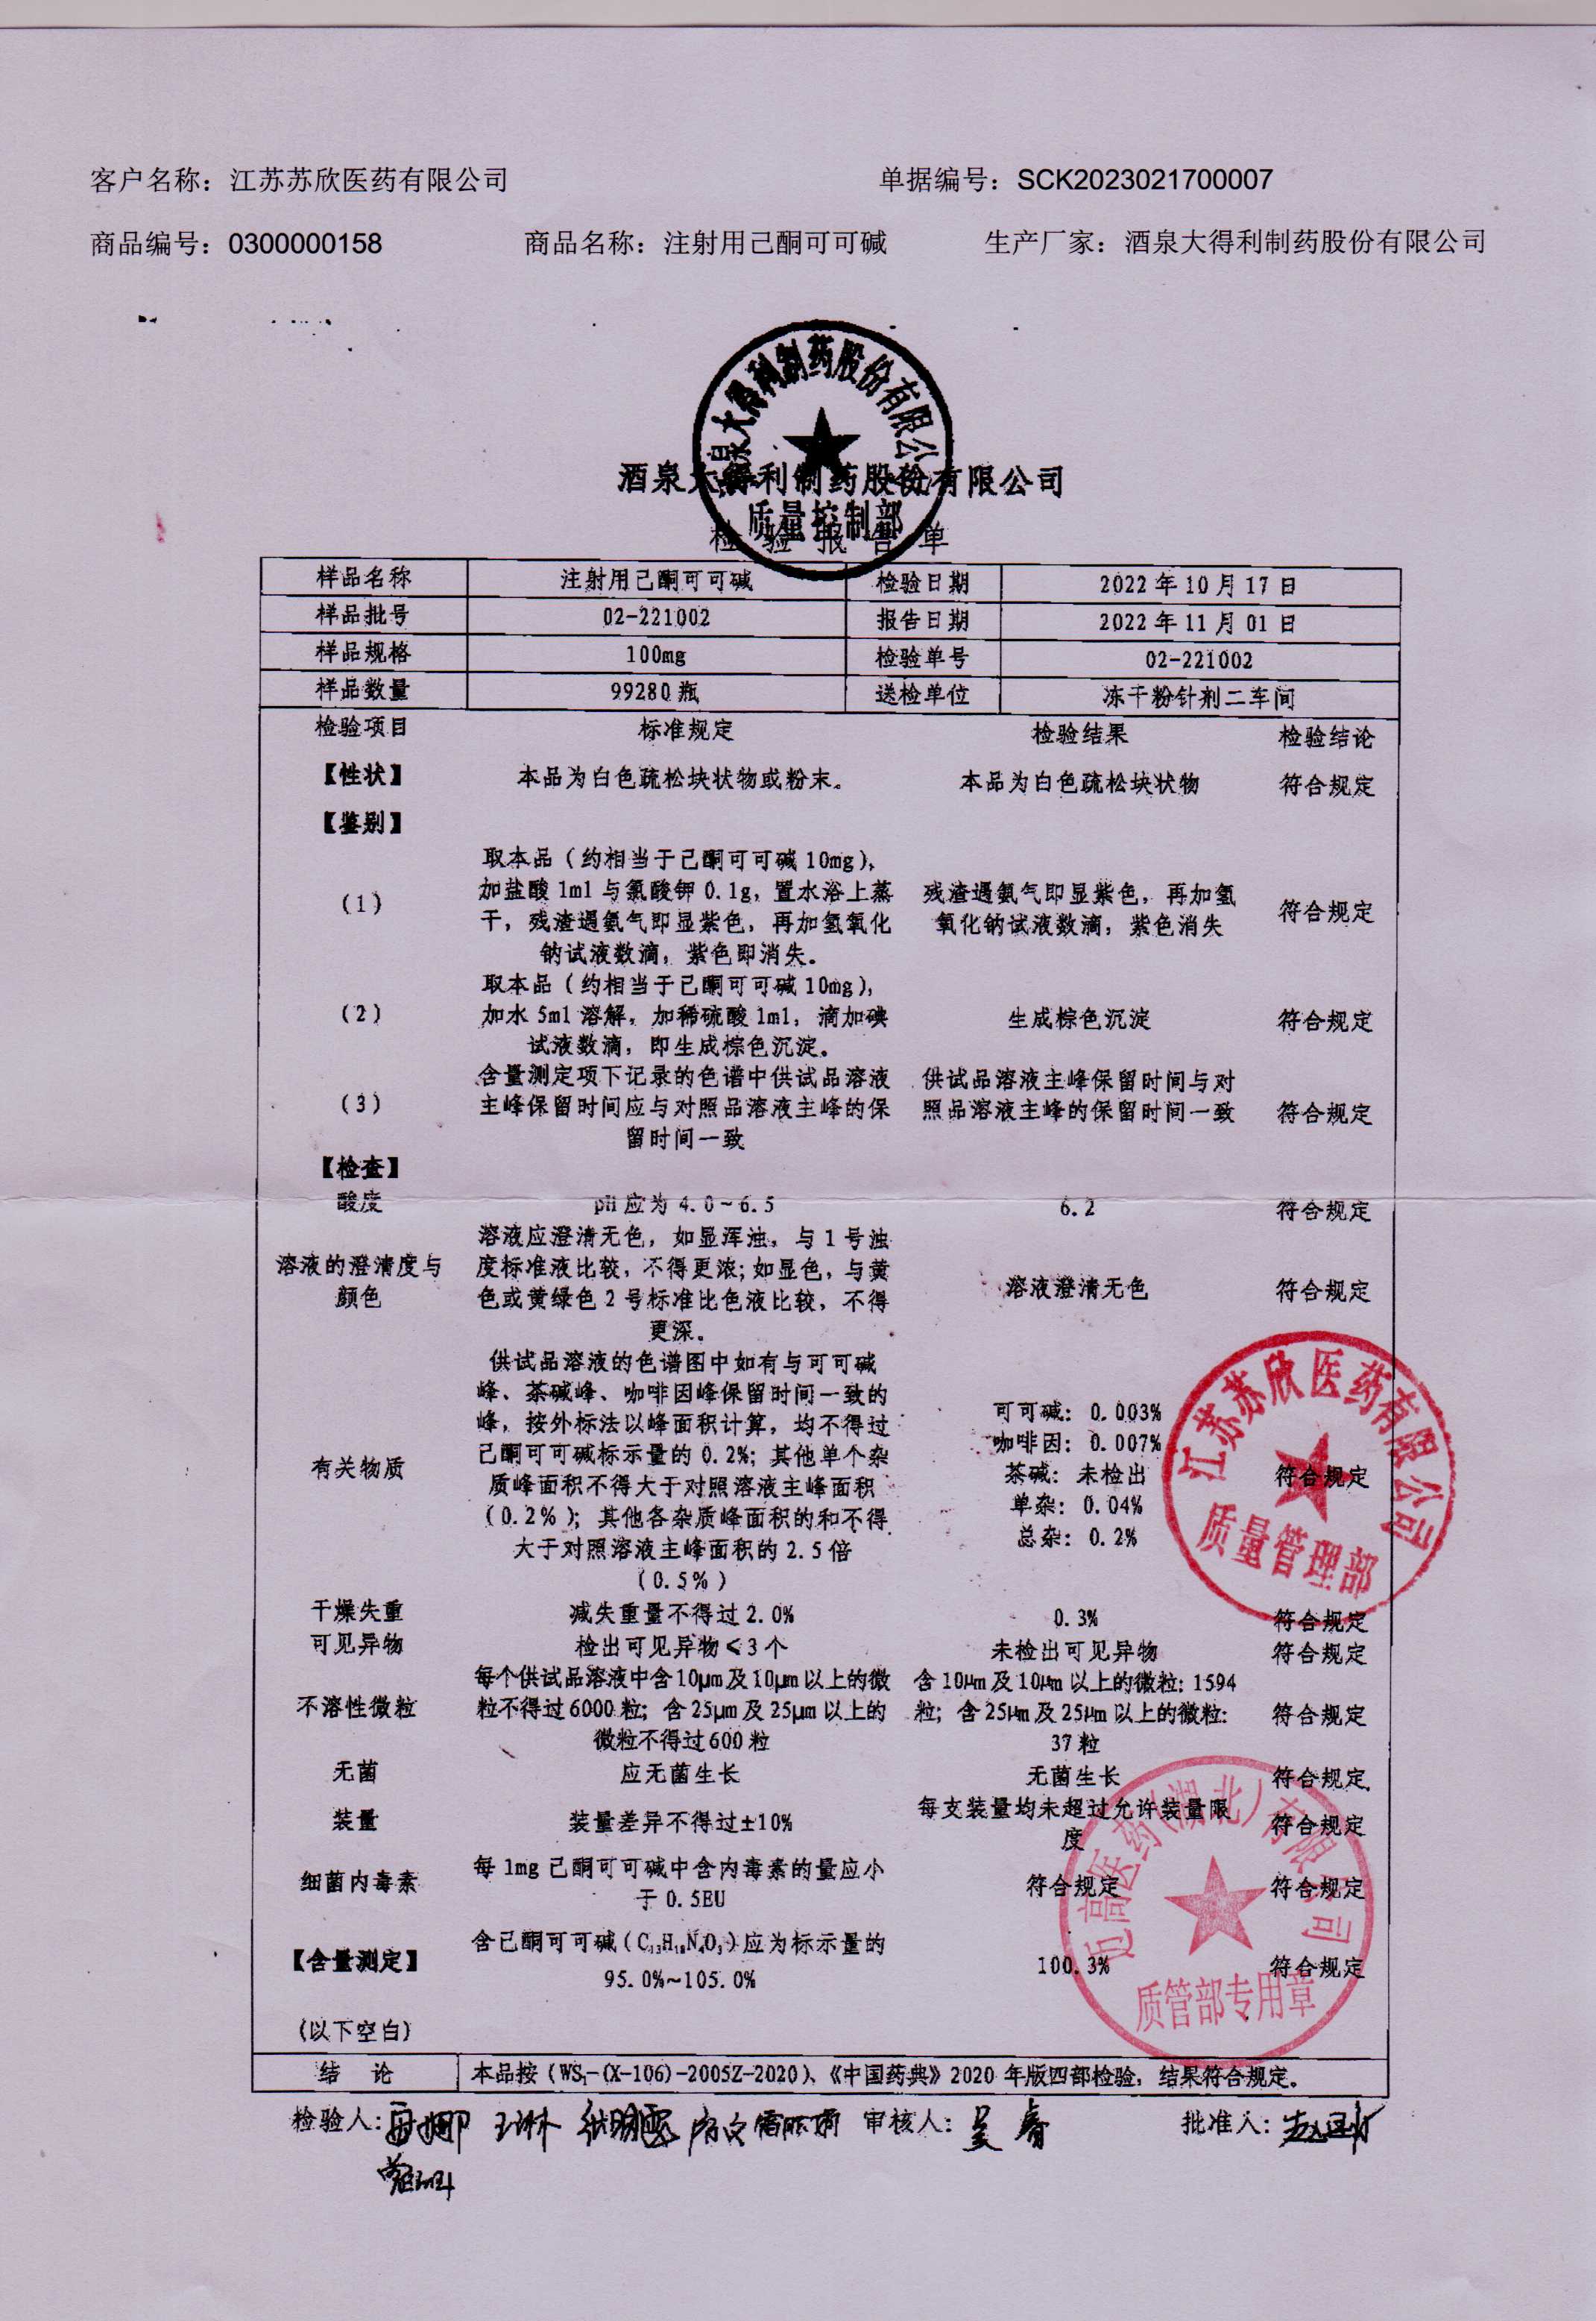 客户名称：江苏苏欣医药有限公司 单据编号：SCK2023021700007
商品编号：0300000158 商品名称：注射用己酮可可碱 生产厂家：酒泉大得利制药股份有限公司
酒泉大得利制药股份有限公司
质量控制部
酒泉大得利制药股份有限公司
检验报告单
样品名称 注射用己酮可可碱 检验日期 2022年10月17日
样品批号 02-221002 报告日期 2022年11月01日
样品规格 100mg 检验单号 02-221002
样品数量 99280瓶 送检单位 冻干粉针剂二车间
检验项目 标准规定 检验结果 检验结论
【性状】 本品为白色疏松块状物或粉末。 本品为白色疏松块状物 符合规定
【鉴别】
取本品（约相当于己酮可可碱10mg），
(1) 加盐酸1ml与氯酸钾0.1g，置水浴上蒸 残渣遇氨气即显紫色，再加氢 符合规定
干，残渣遇氨气即显紫色，再加氢氧化 氧化钠试液数滴，紫色消失
钠试液数滴，紫色即消失。
取本品（约相当于己酮可可碱10mg），
(2) 加水5ml溶解，加稀硫酸1ml，滴加碘 生成棕色沉淀 符合规定
试液数滴，即生成棕色沉淀。
含量测定项下记录的色谱中供试品溶液 供试品溶液主峰保留时间与对
(3) 主峰保留时间应与对照品溶液主峰的保 照品溶液主峰的保留时间一致 符合规定
留时间一致
【检查】
酸度 pH应为4.0~6.5 6.2 符合规定
溶液应澄清无色，如显浑浊，与1号浊
溶液的澄清度与 度标准液比较，不得更浓；如显色，与黄 溶液澄清无色 符合规定
颜色 色或黄绿色2号标准比色液比较，不得
更深。
供试品溶液的色谱图中如有与可可碱
峰、茶碱峰、咖啡因峰保留时间一致的 可可碱：0.003%
峰，按外标法以峰面积计算，均不得过 咖啡因：0.007%
有关物质 己酮可可碱标示量的0.2%；其他单个杂 茶碱：未检出 符合规定
质峰面积不得大于对照溶液主峰面积 单杂：0.04%
（0.2%）；其他各杂质峰面积的和不得 总杂：0.2%
大于对照溶液主峰面积的2.5倍
（0.5%）
江苏苏欣医药有限公司
质量管理部
干燥失重 减失重量不得过2.0% 0.3% 符合规定
可见异物 检出可见异物<3个 未检出可见异物 符合规定
每个供试品溶液中含10μm及10μm以上的微 含10μm及10μm以上的微粒：1594
不溶性微粒 粒不得过6000粒；含25μm及25μm以上的 粒；含25μm及25μm以上的微粒： 符合规定
微粒不得过600粒 37粒
无菌 应无菌生长 无菌生长 符合规定
装量 装量差异不得过±10% 每支装量均未超过允许装量限 符合规定
度
细菌内毒素 每1mg己酮可可碱中含内毒素的量应小 符合规定 符合规定
于0.5EU
【含量测定】 含己酮可可碱（C₁₃H₁₈N₄O₃）应为标示量的 100.3% 符合规定
95.0%~105.0%
高医药(湖北)有限公司
质管部专用章
(以下空白)
结 论 本品按（WS₁-(X-106)-2005Z-2020）、《中国药典》2020年版四部检验，结果符合规定。
检验人： 审核人：吴睿 批准人：